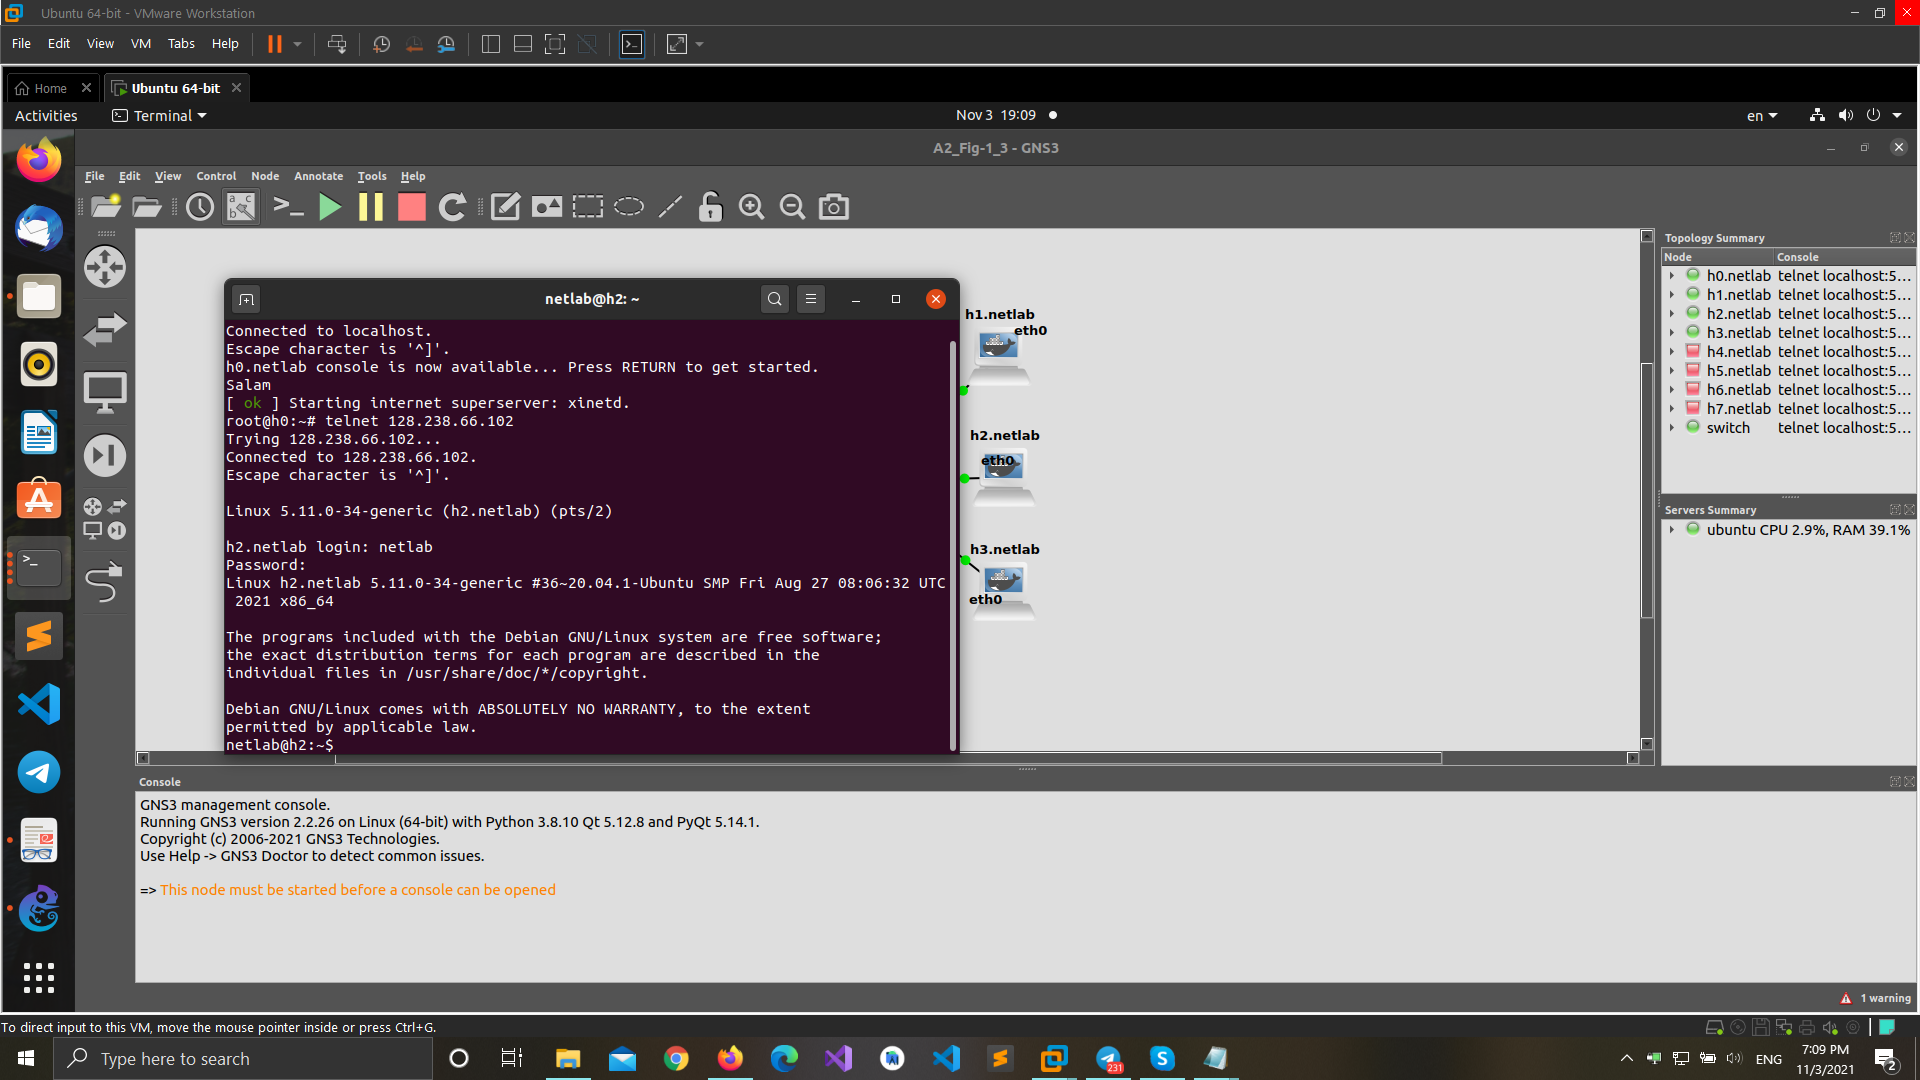 Ubuntu 64-bit - VMware Workstation
File Edit View VM Tabs Help
Home
Ubuntu 64-bit
Activities Terminal Nov 3 19:09 en
A2_Fig-1_3 - GNS3
File Edit View Control Node Annotate Tools Help
netlab@h2: ~
Connected to localhost.
Escape character is '^]'.
h0.netlab console is now available... Press RETURN to get started.
Salam
[ ok ] Starting internet superserver: xinetd.
root@h0:~# telnet 128.238.66.102
Trying 128.238.66.102...
Connected to 128.238.66.102.
Escape character is '^]'.
Linux 5.11.0-34-generic (h2.netlab) (pts/2)
h2.netlab login: netlab
Password:
Linux h2.netlab 5.11.0-34-generic #36~20.04.1-Ubuntu SMP Fri Aug 27 08:06:32 UTC
2021 x86_64
The programs included with the Debian GNU/Linux system are free software;
the exact distribution terms for each program are described in the
individual files in /usr/share/doc/*/copyright.
Debian GNU/Linux comes with ABSOLUTELY NO WARRANTY, to the extent
permitted by applicable law.
netlab@h2:~$
h1.netlab
eth0
h2.netlab
eth0
h3.netlab
eth0
Topology Summary
Node Console
h0.netlab telnet localhost:5...
h1.netlab telnet localhost:5...
h2.netlab telnet localhost:5...
h3.netlab telnet localhost:5...
h4.netlab telnet localhost:5...
h5.netlab telnet localhost:5...
h6.netlab telnet localhost:5...
h7.netlab telnet localhost:5...
switch telnet localhost:5...
Servers Summary
ubuntu CPU 2.9%, RAM 39.1%
Console
GNS3 management console.
Running GNS3 version 2.2.26 on Linux (64-bit) with Python 3.8.10 Qt 5.12.8 and PyQt 5.14.1.
Copyright (c) 2006-2021 GNS3 Technologies.
Use Help -> GNS3 Doctor to detect common issues.
=> This node must be started before a console can be opened
1 warning
To direct input to this VM, move the mouse pointer inside or press Ctrl+G.
Type here to search
231
ENG
7:09 PM
11/3/2021
2